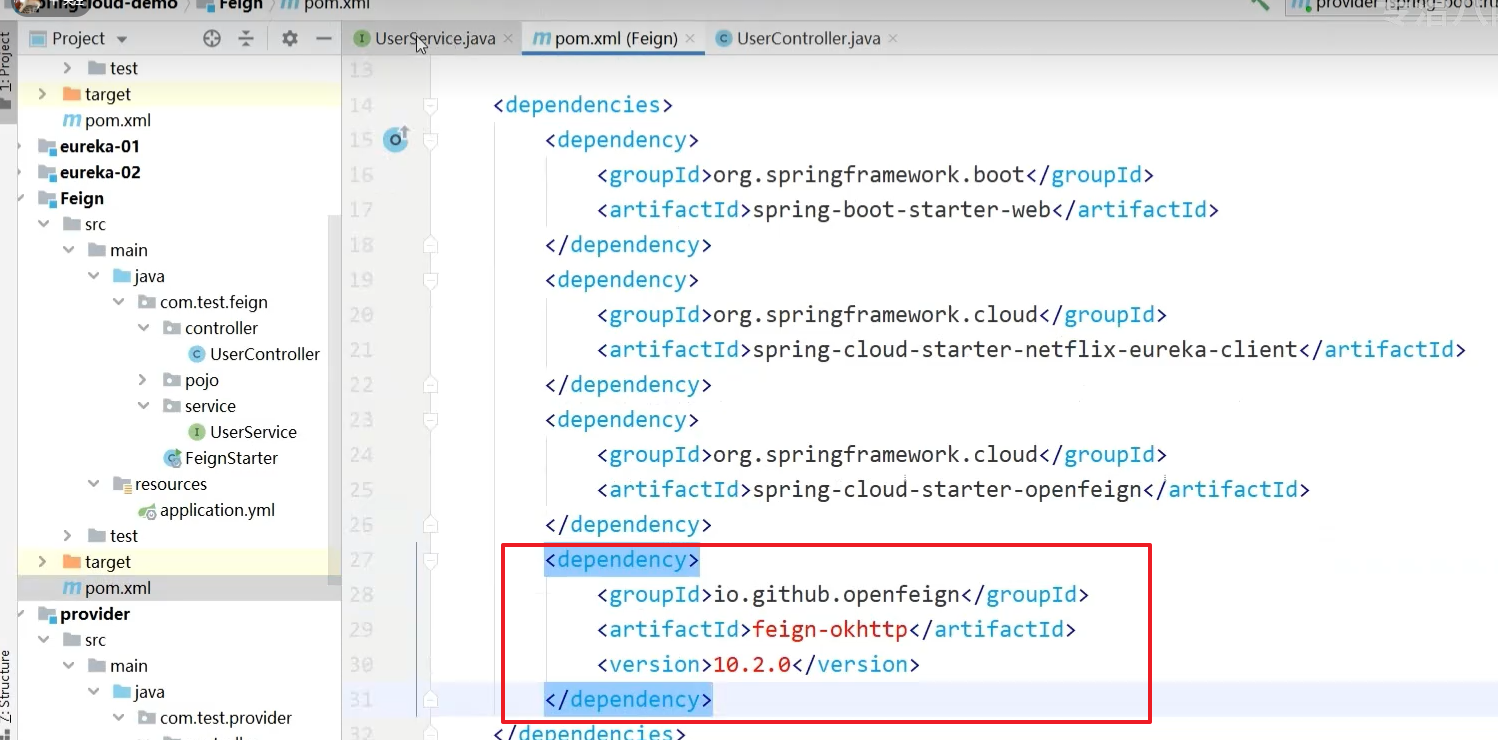 springcloud-demo Feign pom.xml
provider
Project
UserService.java
pom.xml (Feign)
UserController.java
1: Project
test
target
pom.xml
eureka-01
eureka-02
Feign
src
main
java
com.test.feign
controller
UserController
pojo
service
UserService
FeignStarter
resources
application.yml
test
target
pom.xml
provider
src
main
java
com.test.provider
Z: Structure
13
14 <dependencies>
15 <dependency>
16 <groupId>org.springframework.boot</groupId>
17 <artifactId>spring-boot-starter-web</artifactId>
18 </dependency>
19 <dependency>
20 <groupId>org.springframework.cloud</groupId>
21 <artifactId>spring-cloud-starter-netflix-eureka-client</artifactId>
22 </dependency>
23 <dependency>
24 <groupId>org.springframework.cloud</groupId>
25 <artifactId>spring-cloud-starter-openfeign</artifactId>
26 </dependency>
27 <dependency>
28 <groupId>io.github.openfeign</groupId>
29 <artifactId>feign-okhttp</artifactId>
30 <version>10.2.0</version>
31 </dependency>
32 </dependencies>